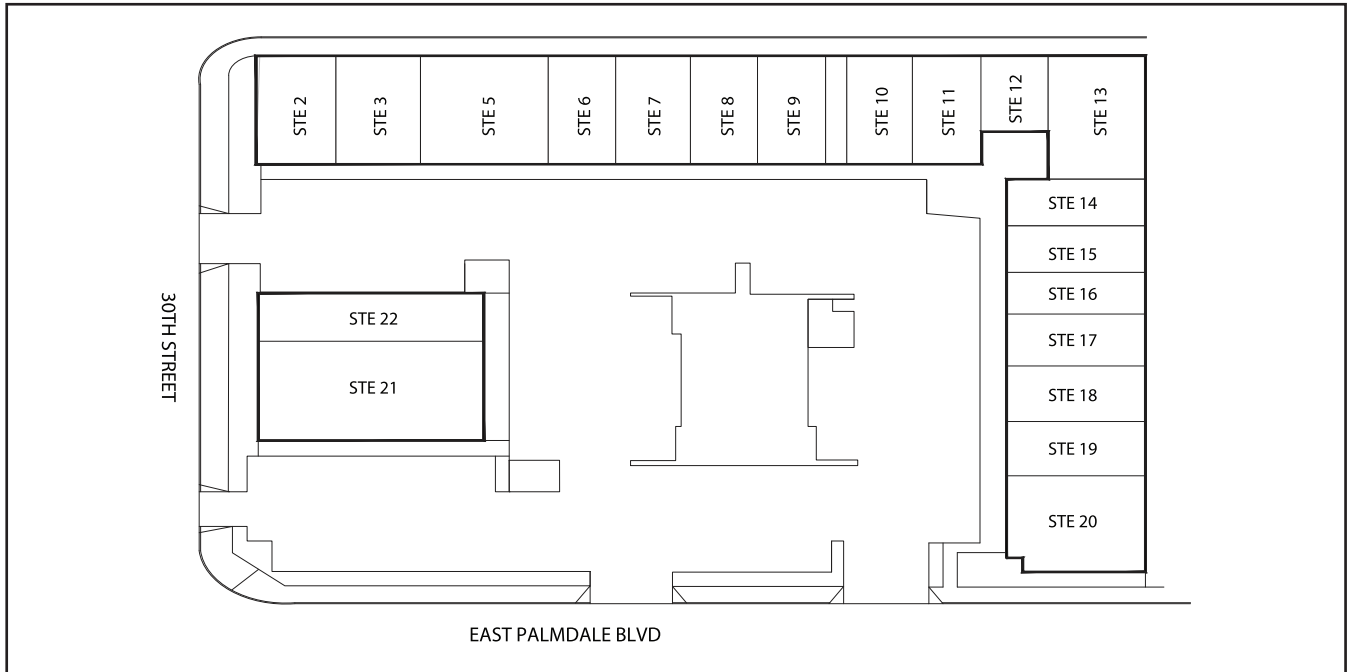 STE 2
STE 3
STE 5
STE 6
STE 7
STE 8
STE 9
STE 10
STE 11
STE 12
STE 13
STE 14
STE 15
STE 16
STE 17
STE 18
STE 19
STE 20
STE 22
STE 21
30TH STREET
EAST PALMDALE BLVD